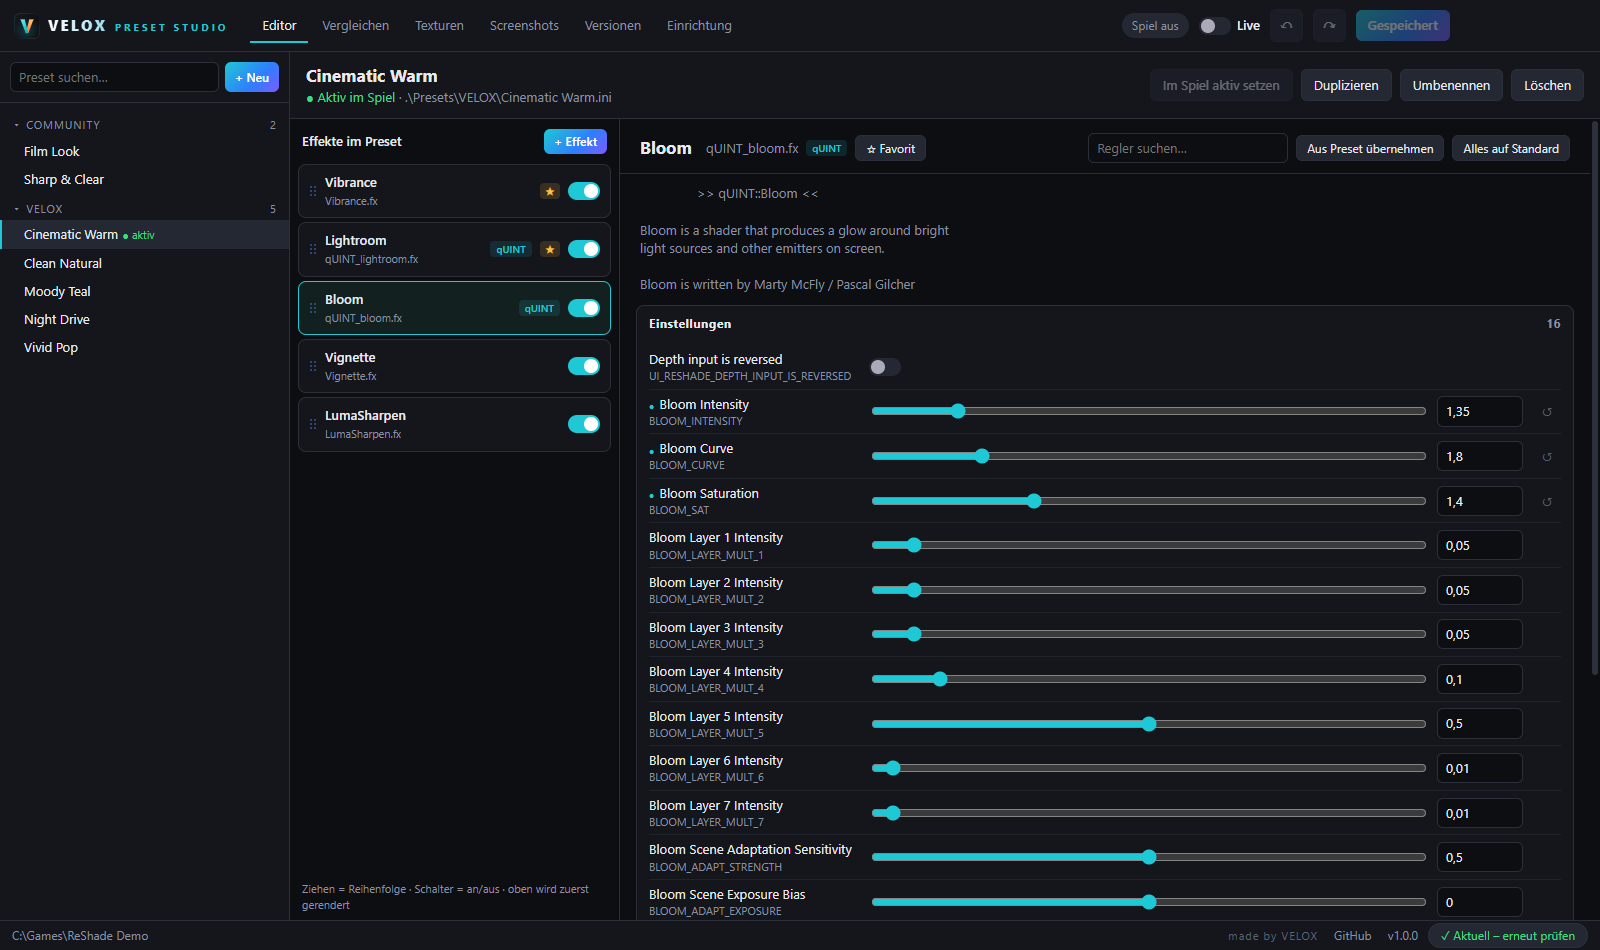 VELOX PRESET STUDIO
Editor
Vergleichen
Texturen
Screenshots
Versionen
Einrichtung
Spiel aus
Live
Gespeichert
Preset suchen...
+ Neu
COMMUNITY 2
Film Look
Sharp & Clear
VELOX 5
Cinematic Warm ● aktiv
Clean Natural
Moody Teal
Night Drive
Vivid Pop
Cinematic Warm
● Aktiv im Spiel · .\Presets\VELOX\Cinematic Warm.ini
Im Spiel aktiv setzen
Duplizieren
Umbenennen
Löschen
Effekte im Preset
+ Effekt
Vibrance
Vibrance.fx
★
Lightroom
qUINT_lightroom.fx
qUINT
★
Bloom
qUINT_bloom.fx
qUINT
Vignette
Vignette.fx
LumaSharpen
LumaSharpen.fx
Ziehen = Reihenfolge · Schalter = an/aus · oben wird zuerst
gerendert
Bloom qUINT_bloom.fx qUINT ☆ Favorit
Regler suchen...
Aus Preset übernehmen
Alles auf Standard
>> qUINT::Bloom <<
Bloom is a shader that produces a glow around bright
light sources and other emitters on screen.
Bloom is written by Marty McFly / Pascal Gilcher
Einstellungen 16
Depth input is reversed
UI_RESHADE_DEPTH_INPUT_IS_REVERSED
● Bloom Intensity
BLOOM_INTENSITY
1,35
● Bloom Curve
BLOOM_CURVE
1,8
● Bloom Saturation
BLOOM_SAT
1,4
Bloom Layer 1 Intensity
BLOOM_LAYER_MULT_1
0,05
Bloom Layer 2 Intensity
BLOOM_LAYER_MULT_2
0,05
Bloom Layer 3 Intensity
BLOOM_LAYER_MULT_3
0,05
Bloom Layer 4 Intensity
BLOOM_LAYER_MULT_4
0,1
Bloom Layer 5 Intensity
BLOOM_LAYER_MULT_5
0,5
Bloom Layer 6 Intensity
BLOOM_LAYER_MULT_6
0,01
Bloom Layer 7 Intensity
BLOOM_LAYER_MULT_7
0,01
Bloom Scene Adaptation Sensitivity
BLOOM_ADAPT_STRENGTH
0,5
Bloom Scene Exposure Bias
BLOOM_ADAPT_EXPOSURE
0
C:\Games\ReShade Demo
made by VELOX
GitHub
v1.0.0
✓ Aktuell – erneut prüfen